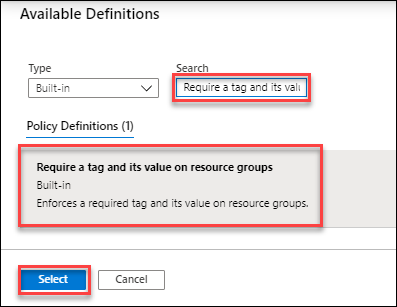 Available Definitions
Type
Search
Built-in
Require a tag and its valu
Policy Definitions (1)
Require a tag and its value on resource groups
Built-in
Enforces a required tag and its value on resource groups.
Select
Cancel